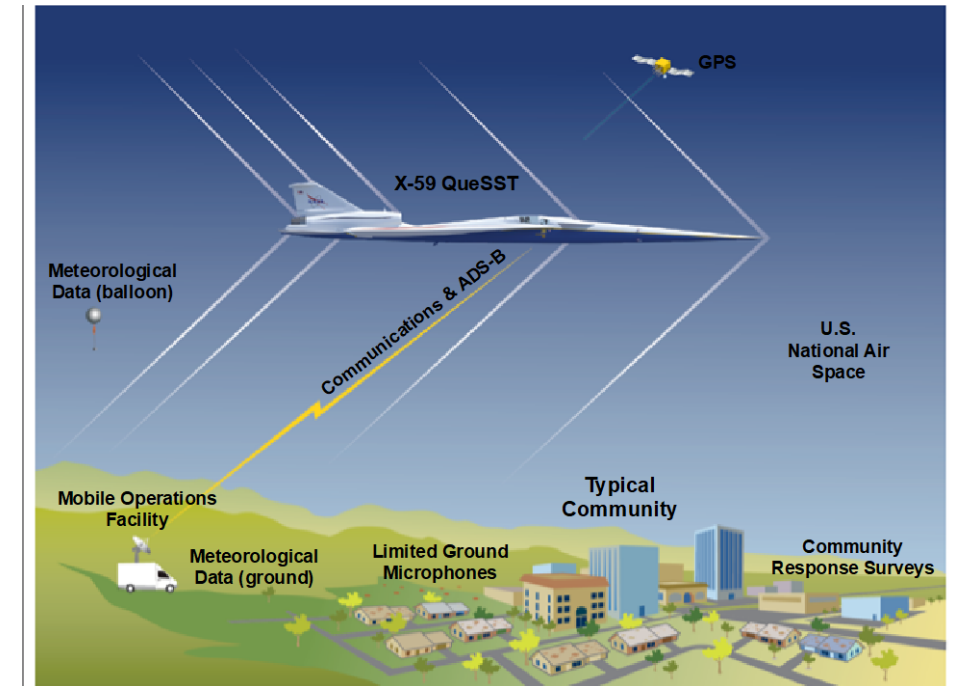 GPS
X-59 QueSST
Meteorological
Data (balloon)
Communications & ADS-B
U.S.
National Air
Space
Typical
Community
Mobile Operations
Facility
Meteorological
Data (ground)
Limited Ground
Microphones
Community
Response Surveys
NASA